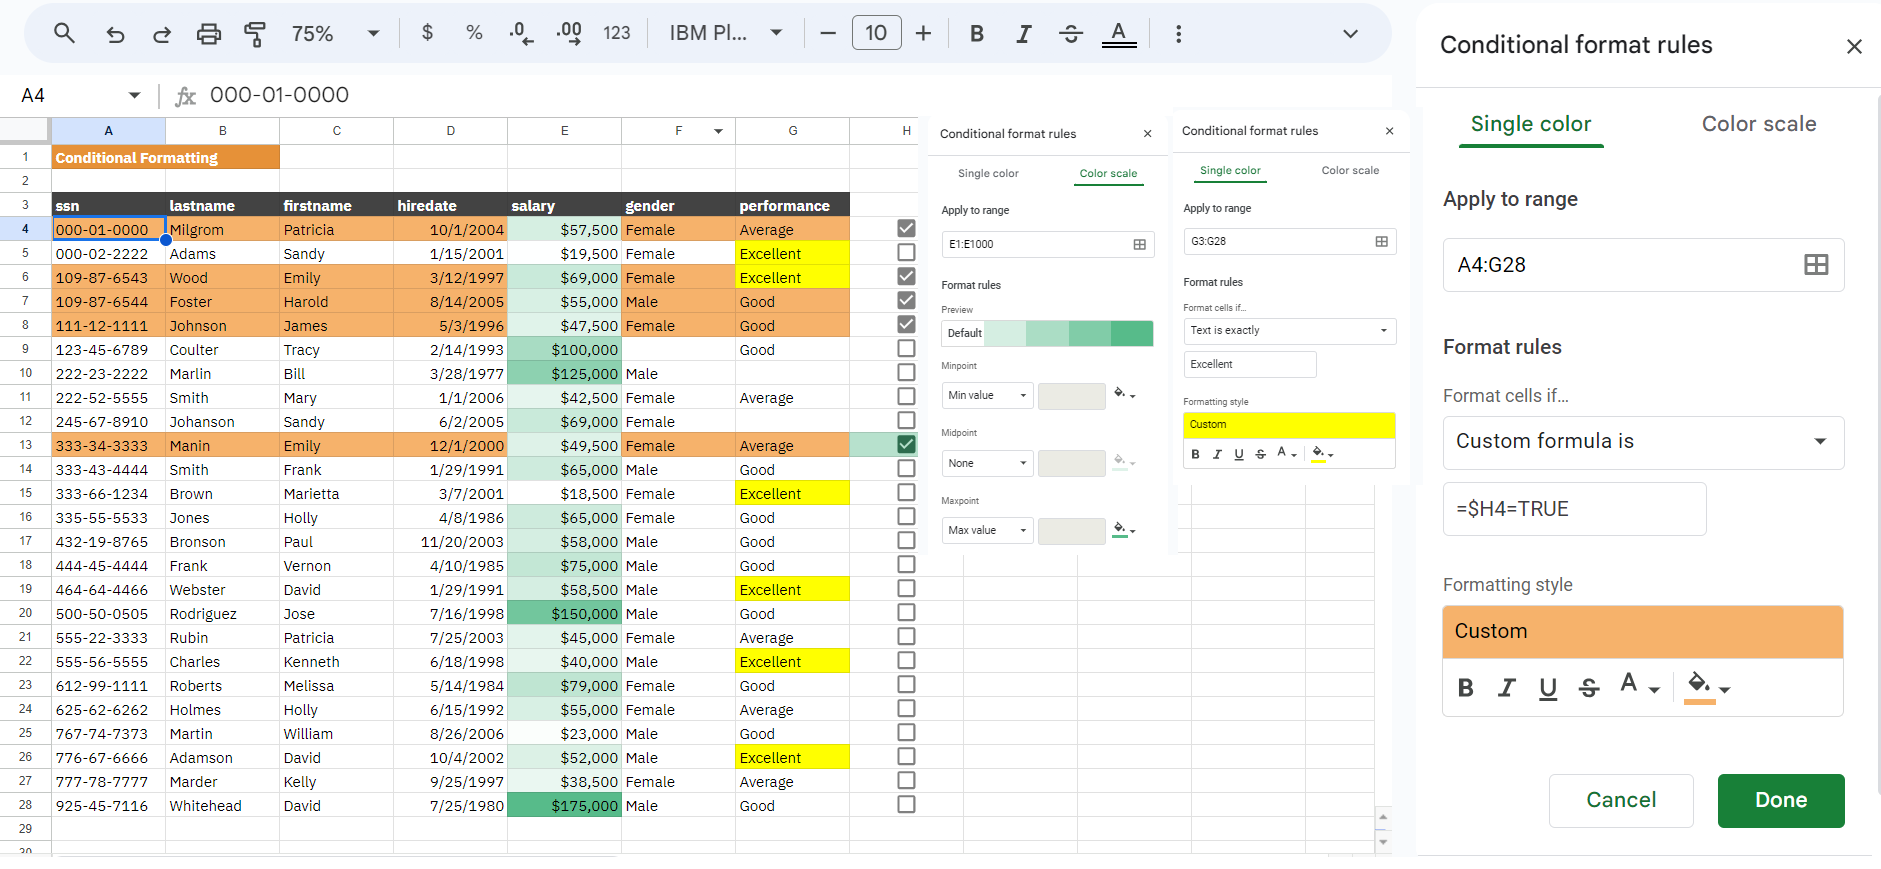 75% $ % .0 .00 123 IBM Pl... − 10 + B I S A
A4 fx 000-01-0000
A B C D E F G H
1 Conditional Formatting
2
3 ssn lastname firstname hiredate salary gender performance
4 000-01-0000 Milgrom Patricia 10/1/2004 $57,500 Female Average
5 000-02-2222 Adams Sandy 1/15/2001 $19,500 Female Excellent
6 109-87-6543 Wood Emily 3/12/1997 $69,000 Female Excellent
7 109-87-6544 Foster Harold 8/14/2005 $55,000 Male Good
8 111-12-1111 Johnson James 5/3/1996 $47,500 Female Good
9 123-45-6789 Coulter Tracy 2/14/1993 $100,000 Good
10 222-23-2222 Marlin Bill 3/28/1977 $125,000 Male
11 222-52-5555 Smith Mary 1/1/2006 $42,500 Female Average
12 245-67-8910 Johanson Sandy 6/2/2005 $69,000 Female
13 333-34-3333 Manin Emily 12/1/2000 $49,500 Female Average
14 333-43-4444 Smith Frank 1/29/1991 $65,000 Male Good
15 333-66-1234 Brown Marietta 3/7/2001 $18,500 Female Excellent
16 335-55-5533 Jones Holly 4/8/1986 $65,000 Female Good
17 432-19-8765 Bronson Paul 11/20/2003 $58,000 Male Good
18 444-45-4444 Frank Vernon 4/10/1985 $75,000 Male Good
19 464-64-4466 Webster David 1/29/1991 $58,500 Male Excellent
20 500-50-0505 Rodriguez Jose 7/16/1998 $150,000 Male Good
21 555-22-3333 Rubin Patricia 7/25/2003 $45,000 Female Average
22 555-56-5555 Charles Kenneth 6/18/1998 $40,000 Male Excellent
23 612-99-1111 Roberts Melissa 5/14/1984 $79,000 Female Good
24 625-62-6262 Holmes Holly 6/15/1992 $55,000 Female Average
25 767-74-7373 Martin William 8/26/2006 $23,000 Male Good
26 776-67-6666 Adamson David 10/4/2002 $52,000 Male Excellent
27 777-78-7777 Marder Kelly 9/25/1997 $38,500 Female Average
28 925-45-7116 Whitehead David 7/25/1980 $175,000 Male Good
29
30
Conditional format rules
Single color Color scale
Apply to range
E1:E1000
Format rules
Preview
Default
Minpoint
Min value
Midpoint
None
Maxpoint
Max value
Conditional format rules
Single color Color scale
Apply to range
G3:G28
Format rules
Format cells if...
Text is exactly
Excellent
Formatting style
Custom
B I U S A
Conditional format rules
Single color Color scale
Apply to range
A4:G28
Format rules
Format cells if...
Custom formula is
=$H4=TRUE
Formatting style
Custom
B I U S A
Cancel Done